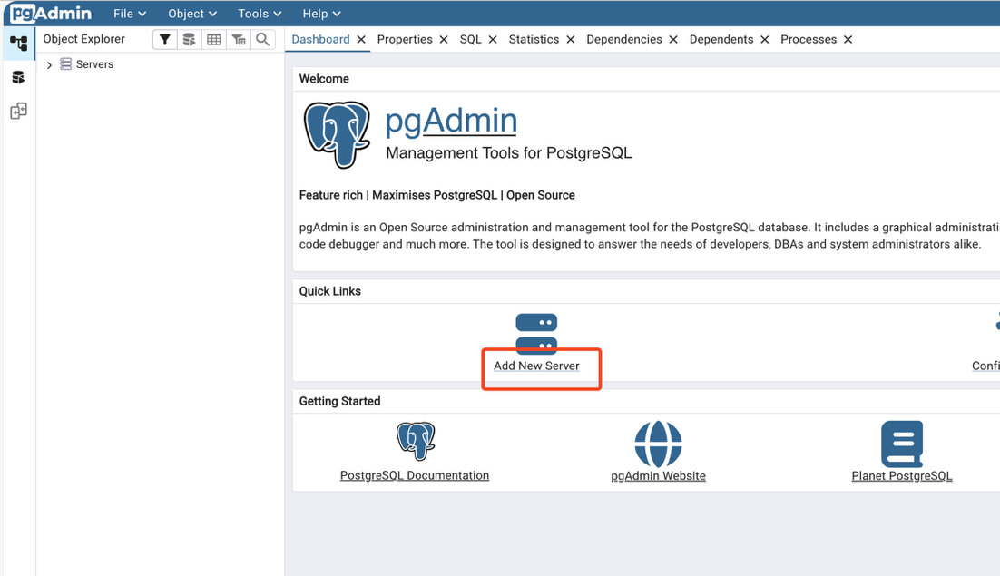 pgAdmin File Object Tools Help
Object Explorer
Dashboard Properties SQL Statistics Dependencies Dependents Processes
Servers
Welcome
pgAdmin
Management Tools for PostgreSQL
Feature rich | Maximises PostgreSQL | Open Source
pgAdmin is an Open Source administration and management tool for the PostgreSQL database. It includes a graphical administrati
code debugger and much more. The tool is designed to answer the needs of developers, DBAs and system administrators alike.
Quick Links
Add New Server
Confi
Getting Started
PostgreSQL Documentation
pgAdmin Website
Planet PostgreSQL